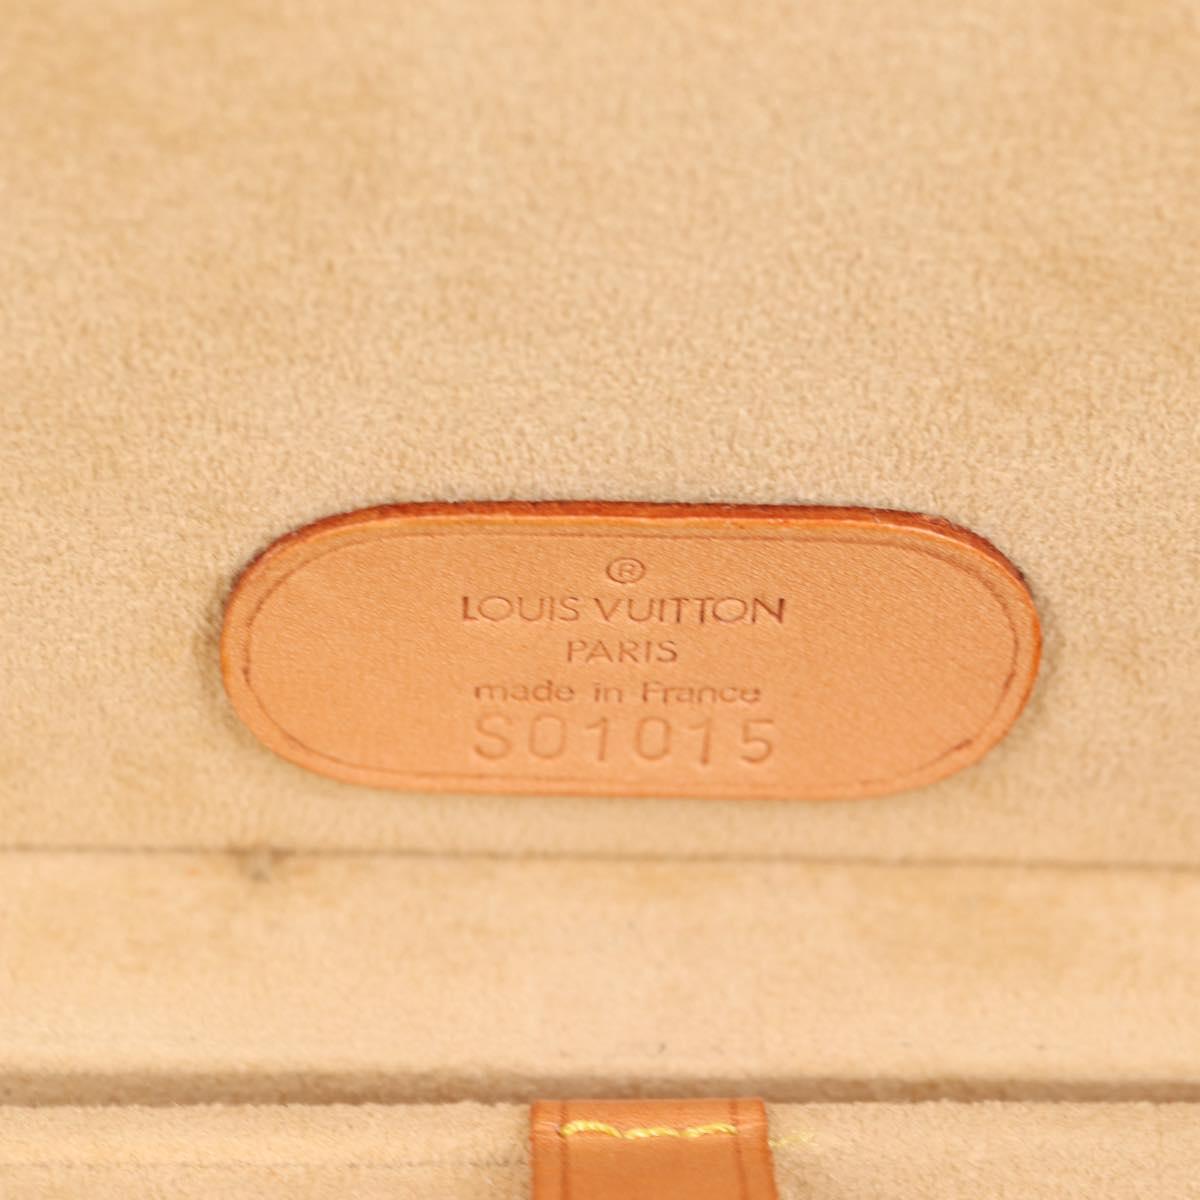 ®
LOUIS VUITTON
PARIS
made in France
S01015